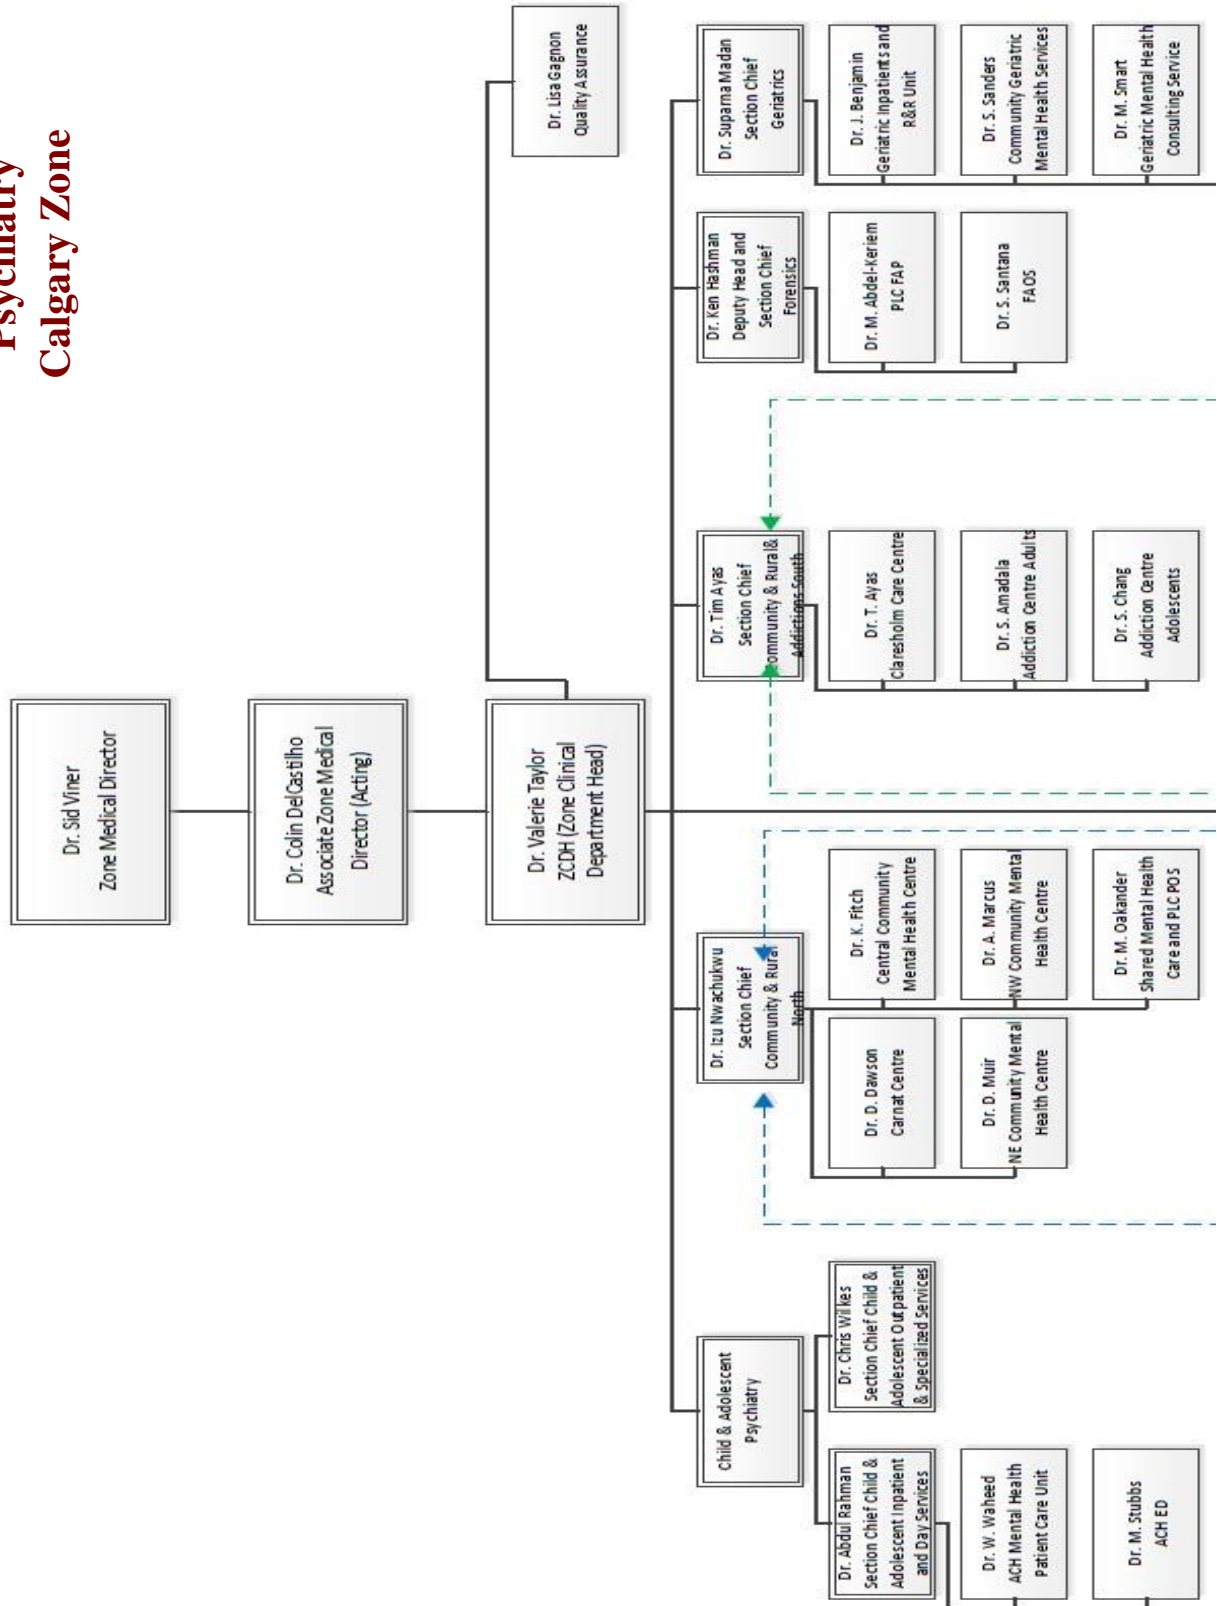 Psychiatry
Calgary Zone
Dr. Sid Viner
Zone Medical Director
Dr. Colin DelCastilho
Associate Zone Medical
Director (Acting)
Dr. Valerie Taylor
ZCDH (Zone Clinical
Department Head)
Dr. Lisa Gagnon
Quality Assurance
Child & Adolescent
Psychiatry
Dr. Izu Nwachukwu
Section Chief
Community & Rural
North
Dr. Tim Ayas
Section Chief
Community & Rural&
Addictions South
Dr. Ken Hashman
Deputy Head and
Section Chief
Forensics
Dr. Suparna Madan
Section Chief
Geriatrics
Dr. Abdul Rahman
Section Chief Child &
Adolescent Inpatient
and Day Services
Dr. Chris Wilkes
Section Chief Child &
Adolescent Outpatient
& Specialized Services
Dr. D. Dawson
Carnat Centre
Dr. K. Fitch
Central Community
Mental Health Centre
Dr. T. Ayas
Claresholm Care Centre
Dr. M. Abdel-Keriem
PLC FAP
Dr. J. Benjamin
Geriatric Inpatients and
R&R Unit
Dr. W. Waheed
ACH Mental Health
Patient Care Unit
Dr. D. Muir
NE Community Mental
Health Centre
Dr. A. Marcus
NW Community Mental
Health Centre
Dr. S. Amadala
Addiction Centre Adults
Dr. S. Santana
FAOS
Dr. S. Sanders
Community Geriatric
Mental Health Services
Dr. M. Stubbs
ACH ED
Dr. M. Oakander
Shared Mental Health
Care and PLC POS
Dr. S. Chang
Addiction Centre
Adolescents
Dr. M. Smart
Geriatric Mental Health
Consulting Service